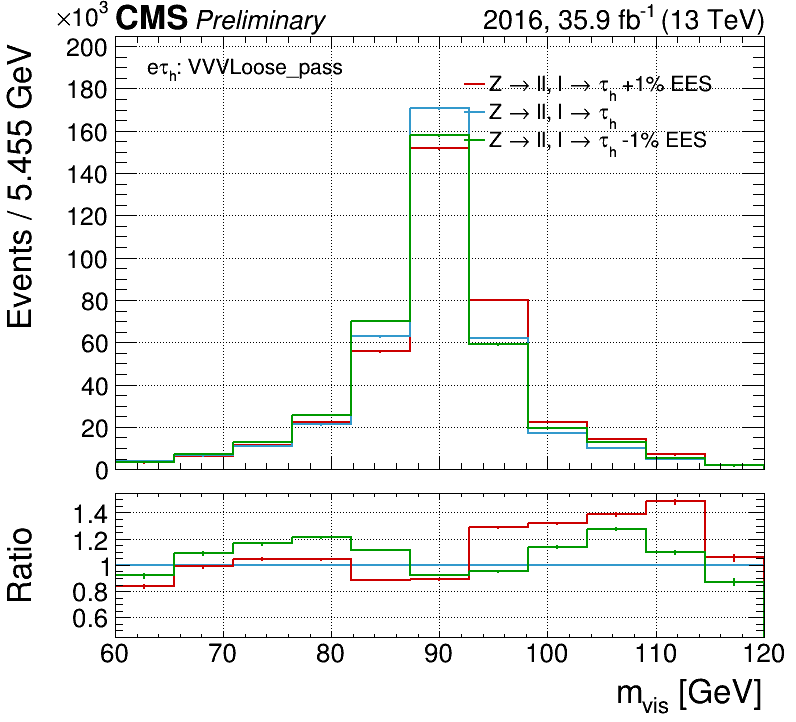 ×10³ CMS Preliminary 2016, 35.9 fb⁻¹ (13 TeV)
Events / 5.455 GeV
200
180
160
140
120
100
80
60
40
20
0
eτh: VVVLoose_pass
Z → ll, l → τh +1% EES
Z → ll, l → τh
Z → ll, l → τh -1% EES
Ratio
1.4
1.2
1
0.8
0.6
60 70 80 90 100 110 120
mvis [GeV]